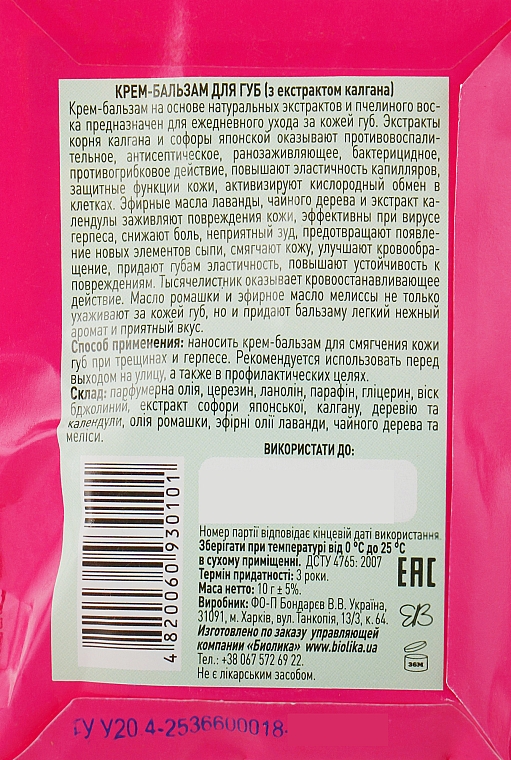 КРЕМ-БАЛЬЗАМ ДЛЯ ГУБ (з екстрактом калгана)
Крем-бальзам на основе натуральных экстрактов и пчелиного вос-
ка предназначен для ежедневного ухода за кожей губ. Экстракты
корня калгана и софоры японской оказывают противовоспали-
тельное, антисептическое, ранозаживляющее, бактерицидное,
противогрибковое действие, повышают эластичность капилляров,
защитные функции кожи, активизируют кислородный обмен в
клетках. Эфирные масла лаванды, чайного дерева и экстракт ка-
лендулы заживляют повреждения кожи, эффективны при вирусе
герпеса, снижают боль, неприятный зуд, предотвращают появле-
ние новых элементов сыпи, смягчают кожу, улучшают кровообра-
щение, придают губам эластичность, повышают устойчивость к
повреждениям. Тысячелистник оказывает кровоостанавливающее
действие. Масло ромашки и эфирное масло мелиссы не только
ухаживают за кожей губ, но и придают бальзаму легкий нежный
аромат и приятный вкус.
Способ применения: наносить крем-бальзам для смягчения кожи
губ при трещинах и герпесе. Рекомендуется использовать перед
выходом на улицу, а также в профилактических целях.
Склад: парфумерна олія, церезин, ланолін, парафін, гліцерин, віск
бджолиний, екстракт софори японської, калгану, деревію та
календули, олія ромашки, эфірні олії лаванди, чайного дерева та
меліси.
ВИКОРИСТАТИ ДО:
Номер партії відповідає кінцевій даті використання.
Зберігати при температурі від 0 °С до 25 °С
в сухому приміщенні. ДСТУ 4765: 2007
Термін придатності: 3 роки.
Маса нетто: 10 г ± 5%.
Виробник: ФО-П Бондарєв В.В. Україна,
31091, м. Харків, вул. Танкопія, 13/3, к. 64.
Изготовлено по заказу управляющей
компании «Биолика» www.biolika.ua
Тел.: +38 067 572 69 22.
Не є лікарським засобом.
EAC
36M
4 820060 930101
ТУ У20 4-2536600018-